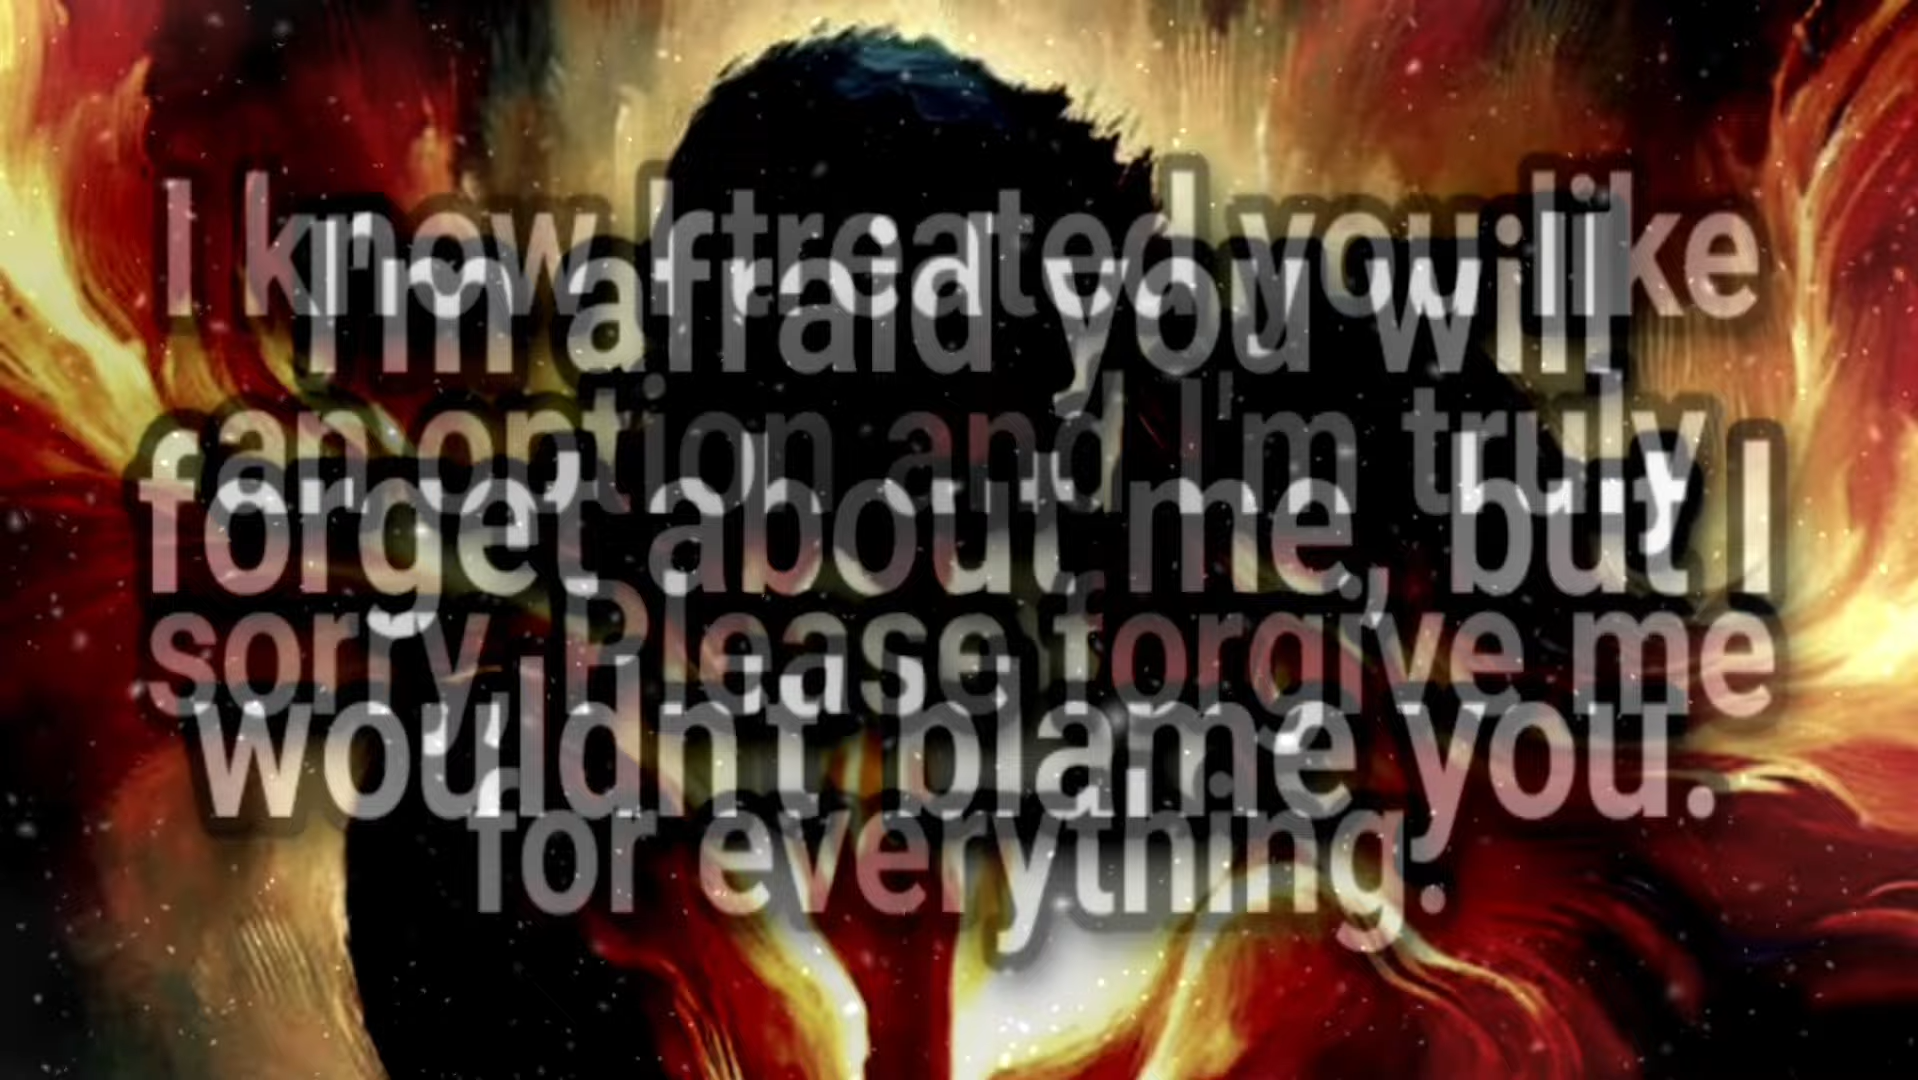 I know I treated you like
an option and I'm truly
sorry. Please forgive me
for everything.
I'm afraid you will
forget about me, but I
wouldn't blame you.